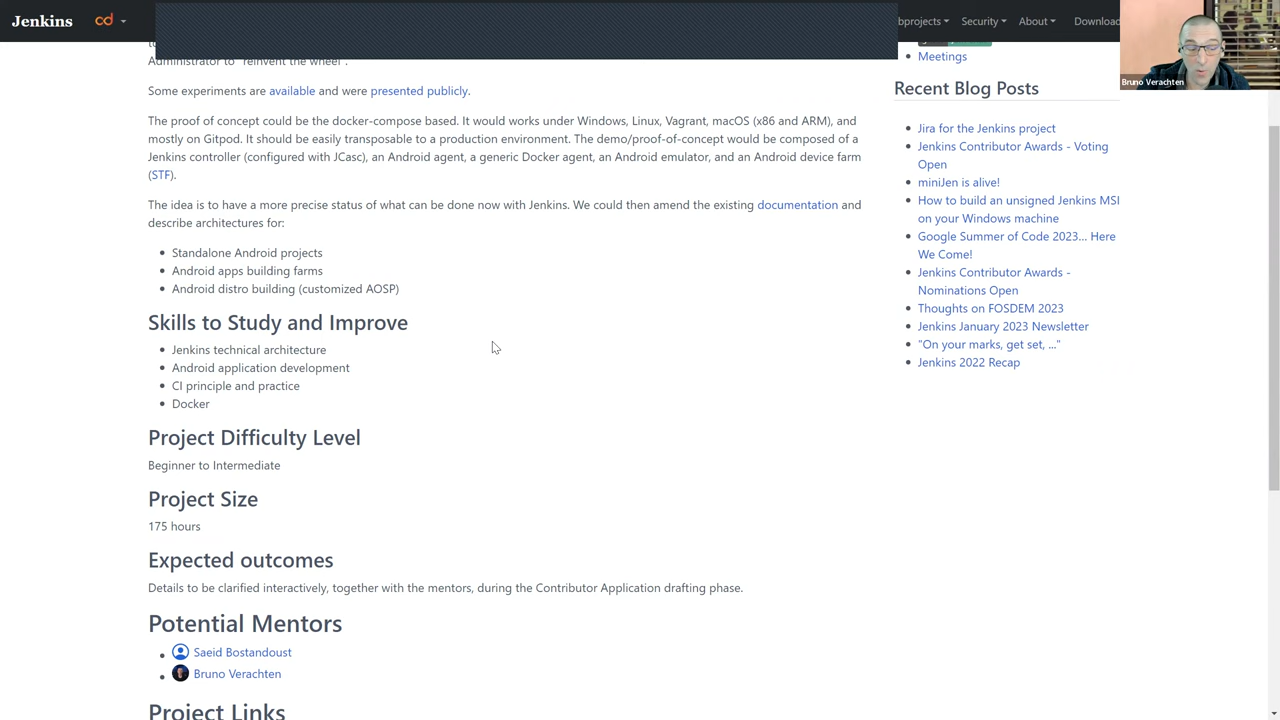 Jenkins
cd
bprojects
Security
About
Download
Bruno Verachten
Administrator to "reinvent the wheel".
Some experiments are available and were presented publicly.
The proof of concept could be the docker-compose based. It would works under Windows, Linux, Vagrant, macOS (x86 and ARM), and
mostly on Gitpod. It should be easily transposable to a production environment. The demo/proof-of-concept would be composed of a
Jenkins controller (configured with JCasc), an Android agent, a generic Docker agent, an Android emulator, and an Android device farm
(STF).
The idea is to have a more precise status of what can be done now with Jenkins. We could then amend the existing documentation and
describe architectures for:
Standalone Android projects
Android apps building farms
Android distro building (customized AOSP)
Skills to Study and Improve
Jenkins technical architecture
Android application development
CI principle and practice
Docker
Project Difficulty Level
Beginner to Intermediate
Project Size
175 hours
Expected outcomes
Details to be clarified interactively, together with the mentors, during the Contributor Application drafting phase.
Potential Mentors
Saeid Bostandoust
Bruno Verachten
Project Links
Meetings
Recent Blog Posts
Jira for the Jenkins project
Jenkins Contributor Awards - Voting
Open
miniJen is alive!
How to build an unsigned Jenkins MSI
on your Windows machine
Google Summer of Code 2023... Here
We Come!
Jenkins Contributor Awards -
Nominations Open
Thoughts on FOSDEM 2023
Jenkins January 2023 Newsletter
"On your marks, get set, ..."
Jenkins 2022 Recap